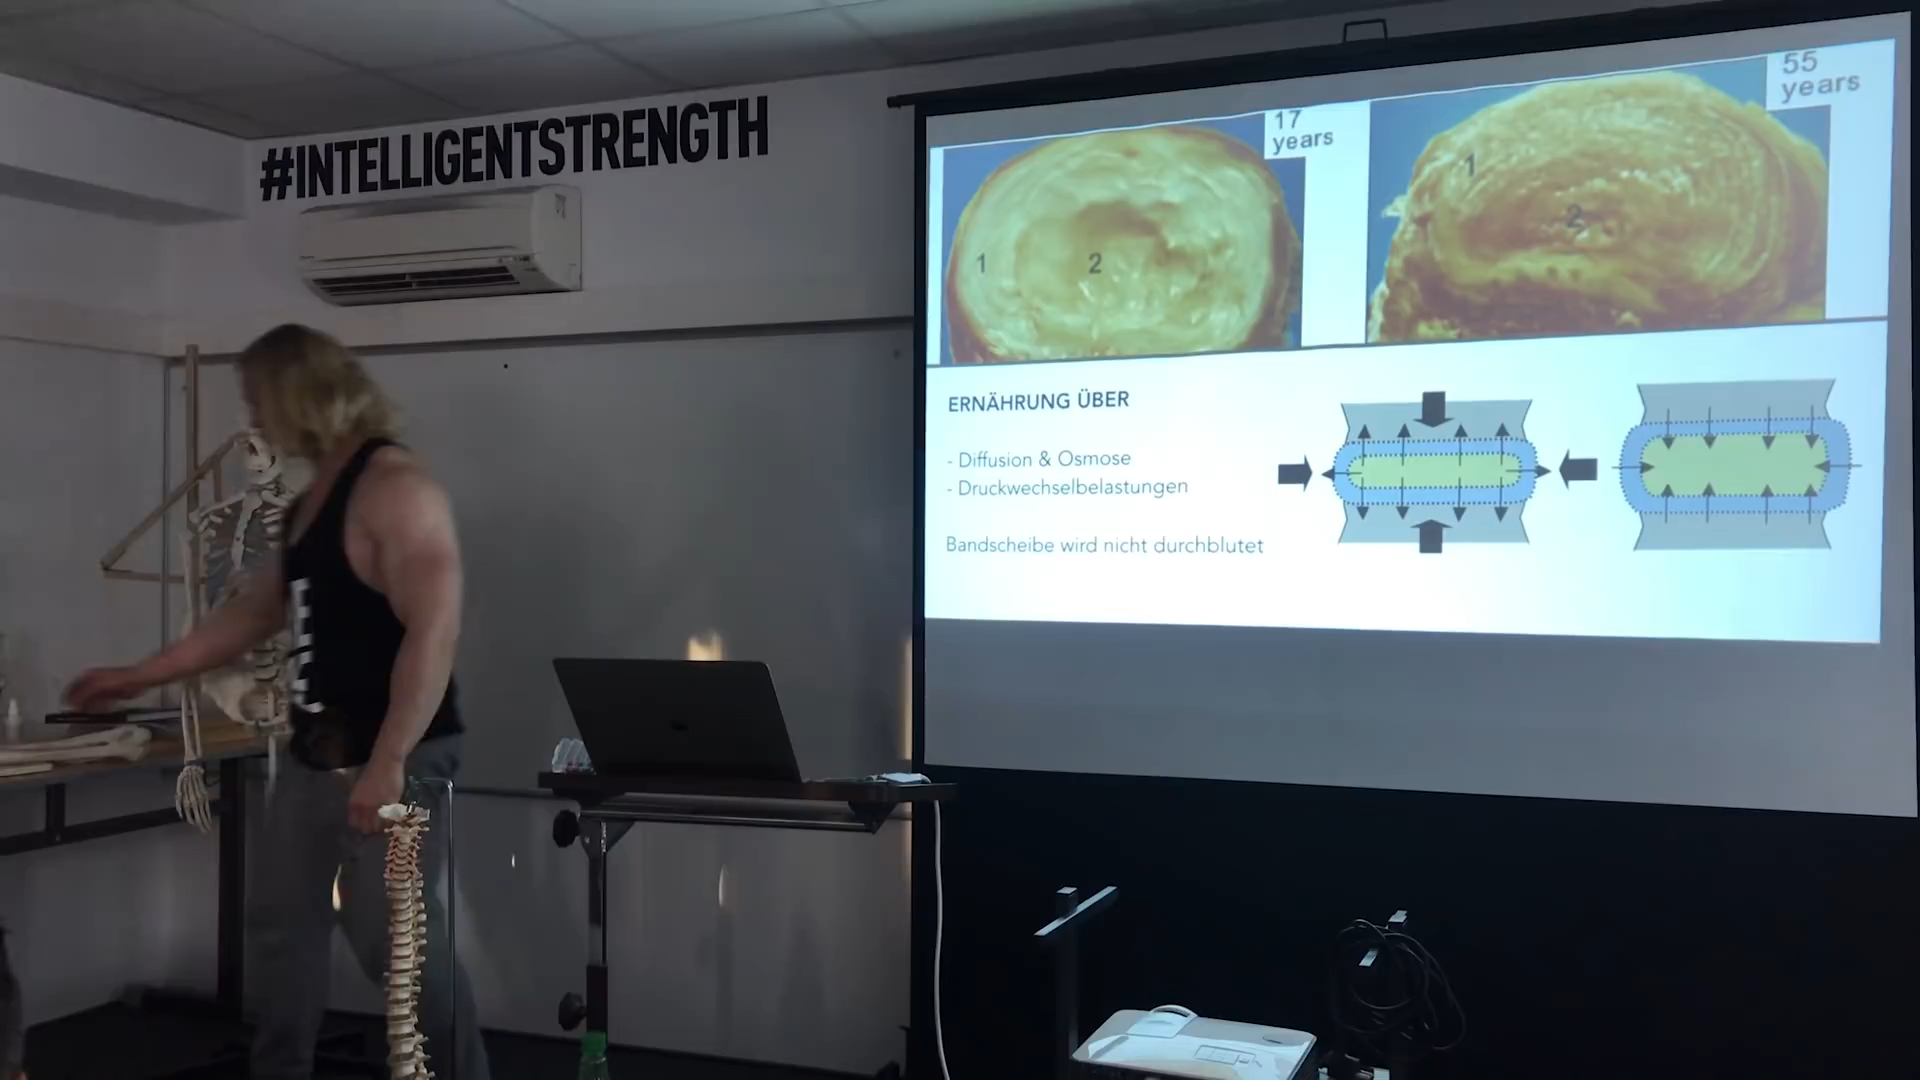 #INTELLIGENTSTRENGTH
17
years
55
years
1
2
1
2
ERNÄHRUNG ÜBER
- Diffusion & Osmose
- Druckwechselbelastungen
Bandscheibe wird nicht durchblutet